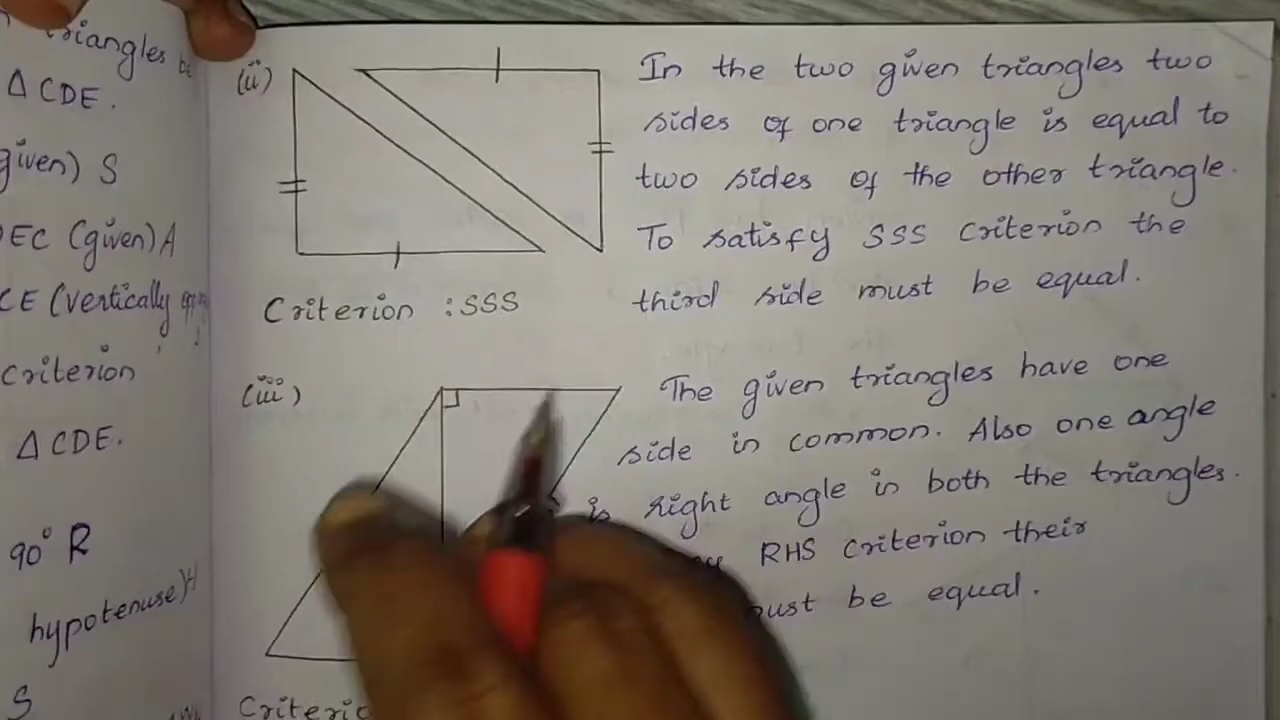 triangles
Δ CDE.
given) S
EC (given) A
CE (Vertically
criterion
Δ CDE.
90° R
hypotenuse) H
S
(ii)
In the two given triangles two
sides of one triangle is equal to
two sides of the other triangle.
To satisfy SSS criterion the
third side must be equal.
Criterion : SSS
(iii)
The given triangles have one
side in common. Also one angle
is right angle in both the triangles.
RHS criterion their
must be equal.